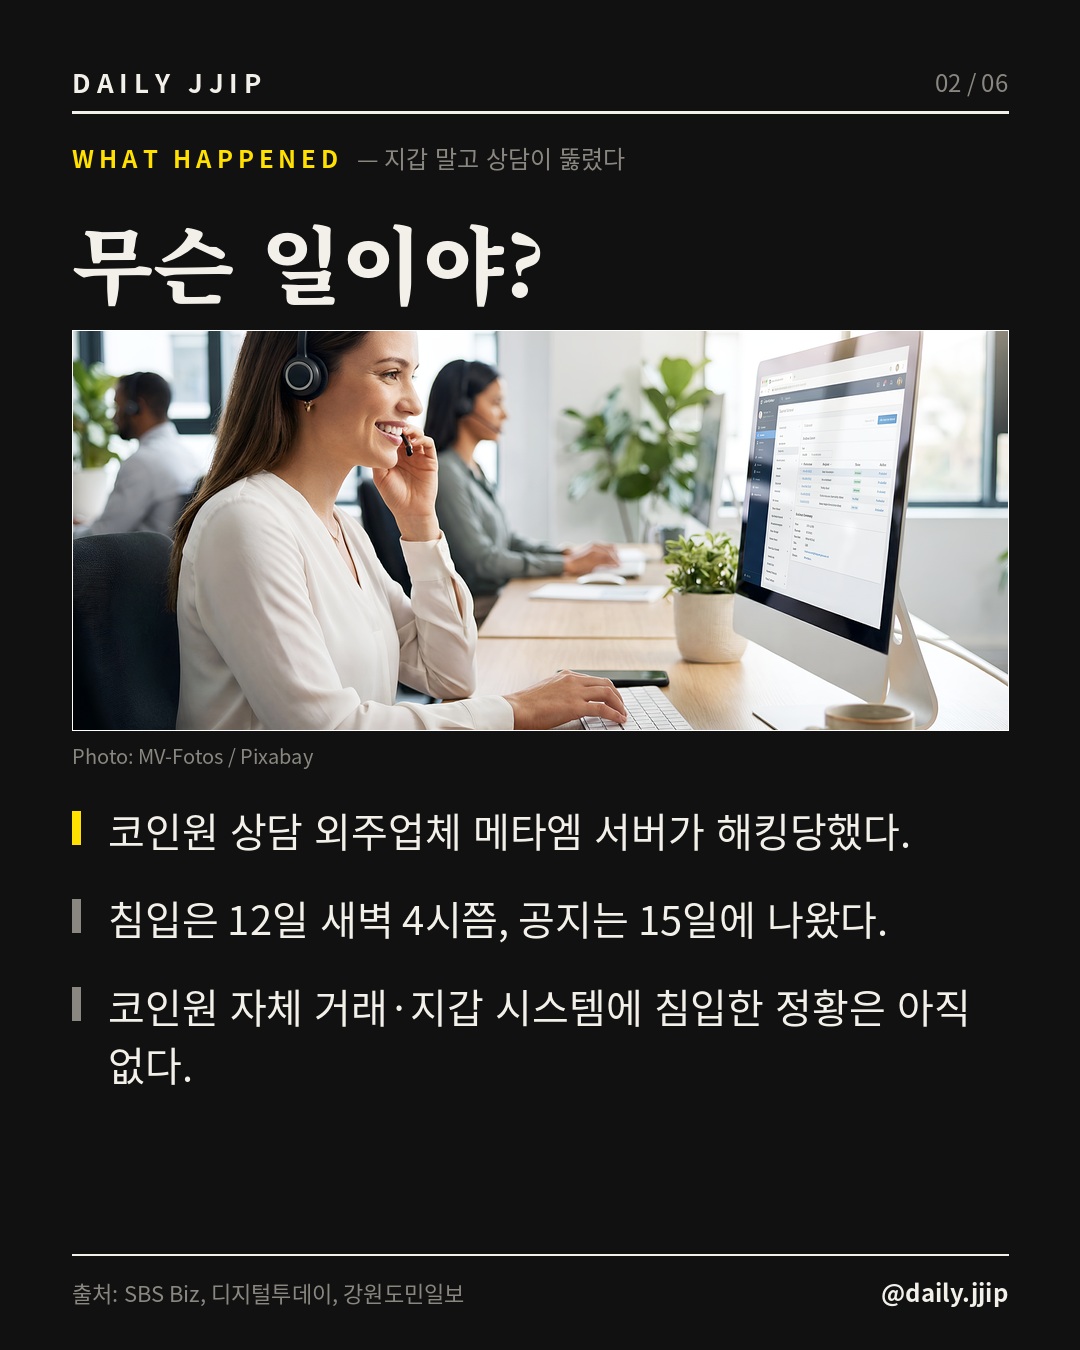 DAILY JJIP
02 / 06
WHAT HAPPENED — 지갑 말고 상담이 뚫렸다
무슨 일이야?
Photo: MV-Fotos / Pixabay
코인원 상담 외주업체 메타엠 서버가 해킹당했다.
침입은 12일 새벽 4시쯤, 공지는 15일에 나왔다.
코인원 자체 거래·지갑 시스템에 침입한 정황은 아직
없다.
출처: SBS Biz, 디지털투데이, 강원도민일보
@daily.jjip